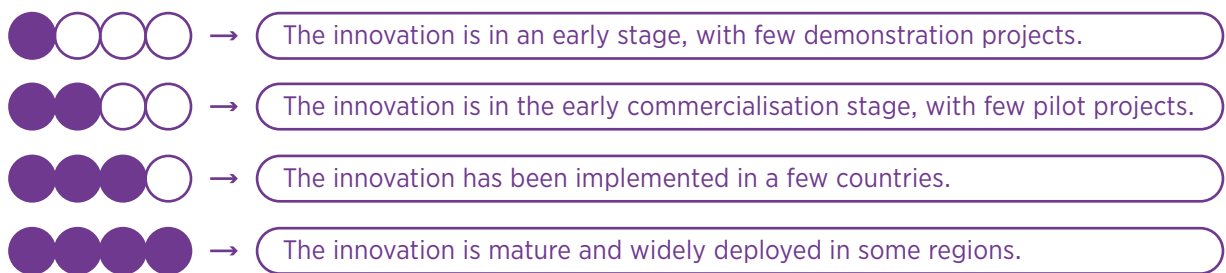 The innovation is in an early stage, with few demonstration projects.
The innovation is in the early commercialisation stage, with few pilot projects.
The innovation has been implemented in a few countries.
The innovation is mature and widely deployed in some regions.